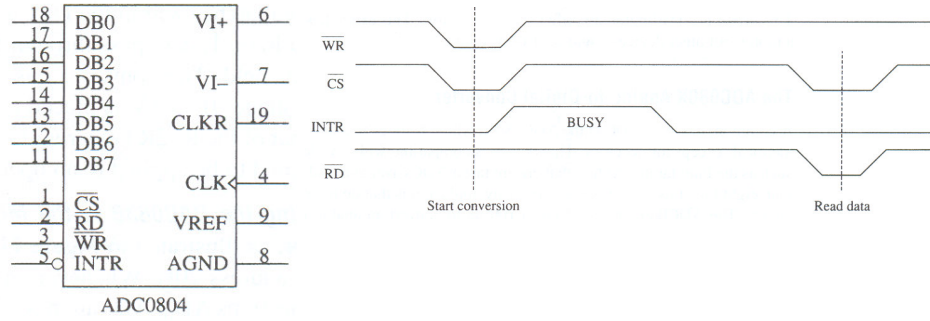 18 DB0 VI+ 6
17 DB1
16 DB2
15 DB3 VI– 7
14 DB4
13 DB5 CLKR 19
12 DB6
11 DB7
CLK 4
1 CS
2 RD VREF 9
3 WR
5 INTR AGND 8
ADC0804
WR
CS
INTR BUSY
RD
Start conversion Read data